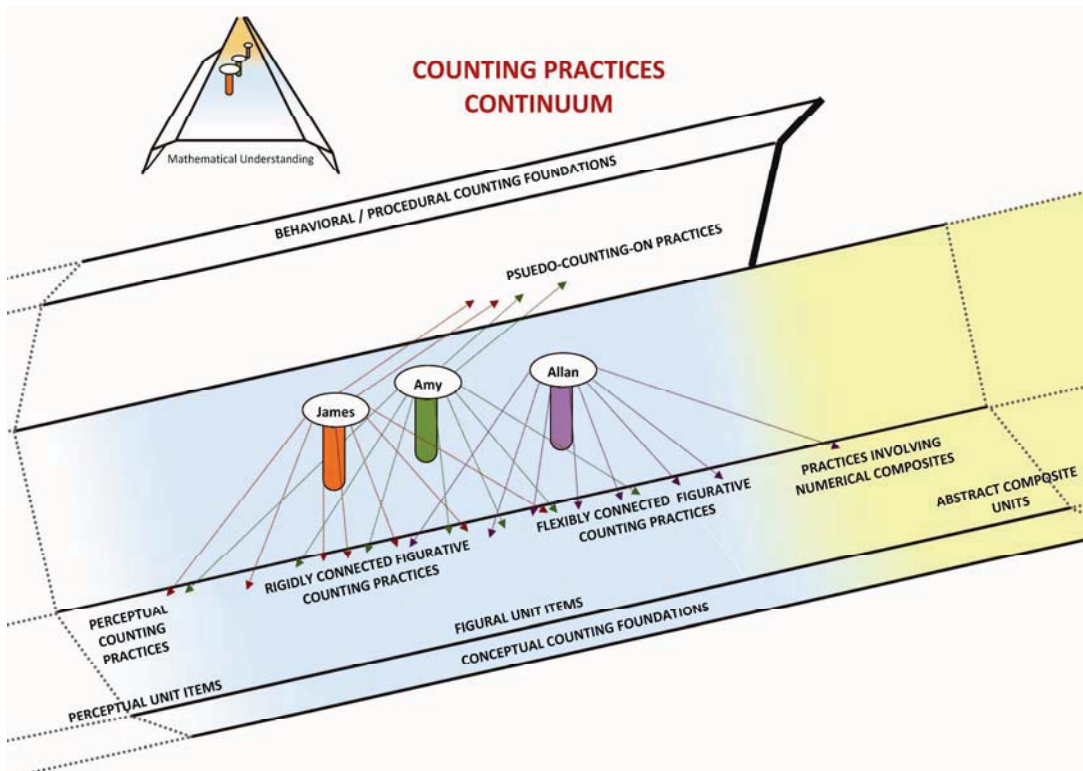 COUNTING PRACTICES
CONTINUUM
Mathematical Understanding
BEHAVIORAL / PROCEDURAL COUNTING FOUNDATIONS
PSUEDO-COUNTING-ON PRACTICES
Allan
Amy
James
PRACTICES INVOLVING
NUMERICAL COMPOSITES
ABSTRACT COMPOSITE
UNITS
FLEXIBLY CONNECTED FIGURATIVE
COUNTING PRACTICES
RIGIDLY CONNECTED FIGURATIVE
COUNTING PRACTICES
PERCEPTUAL
COUNTING
PRACTICES
FIGURAL UNIT ITEMS
CONCEPTUAL COUNTING FOUNDATIONS
PERCEPTUAL UNIT ITEMS